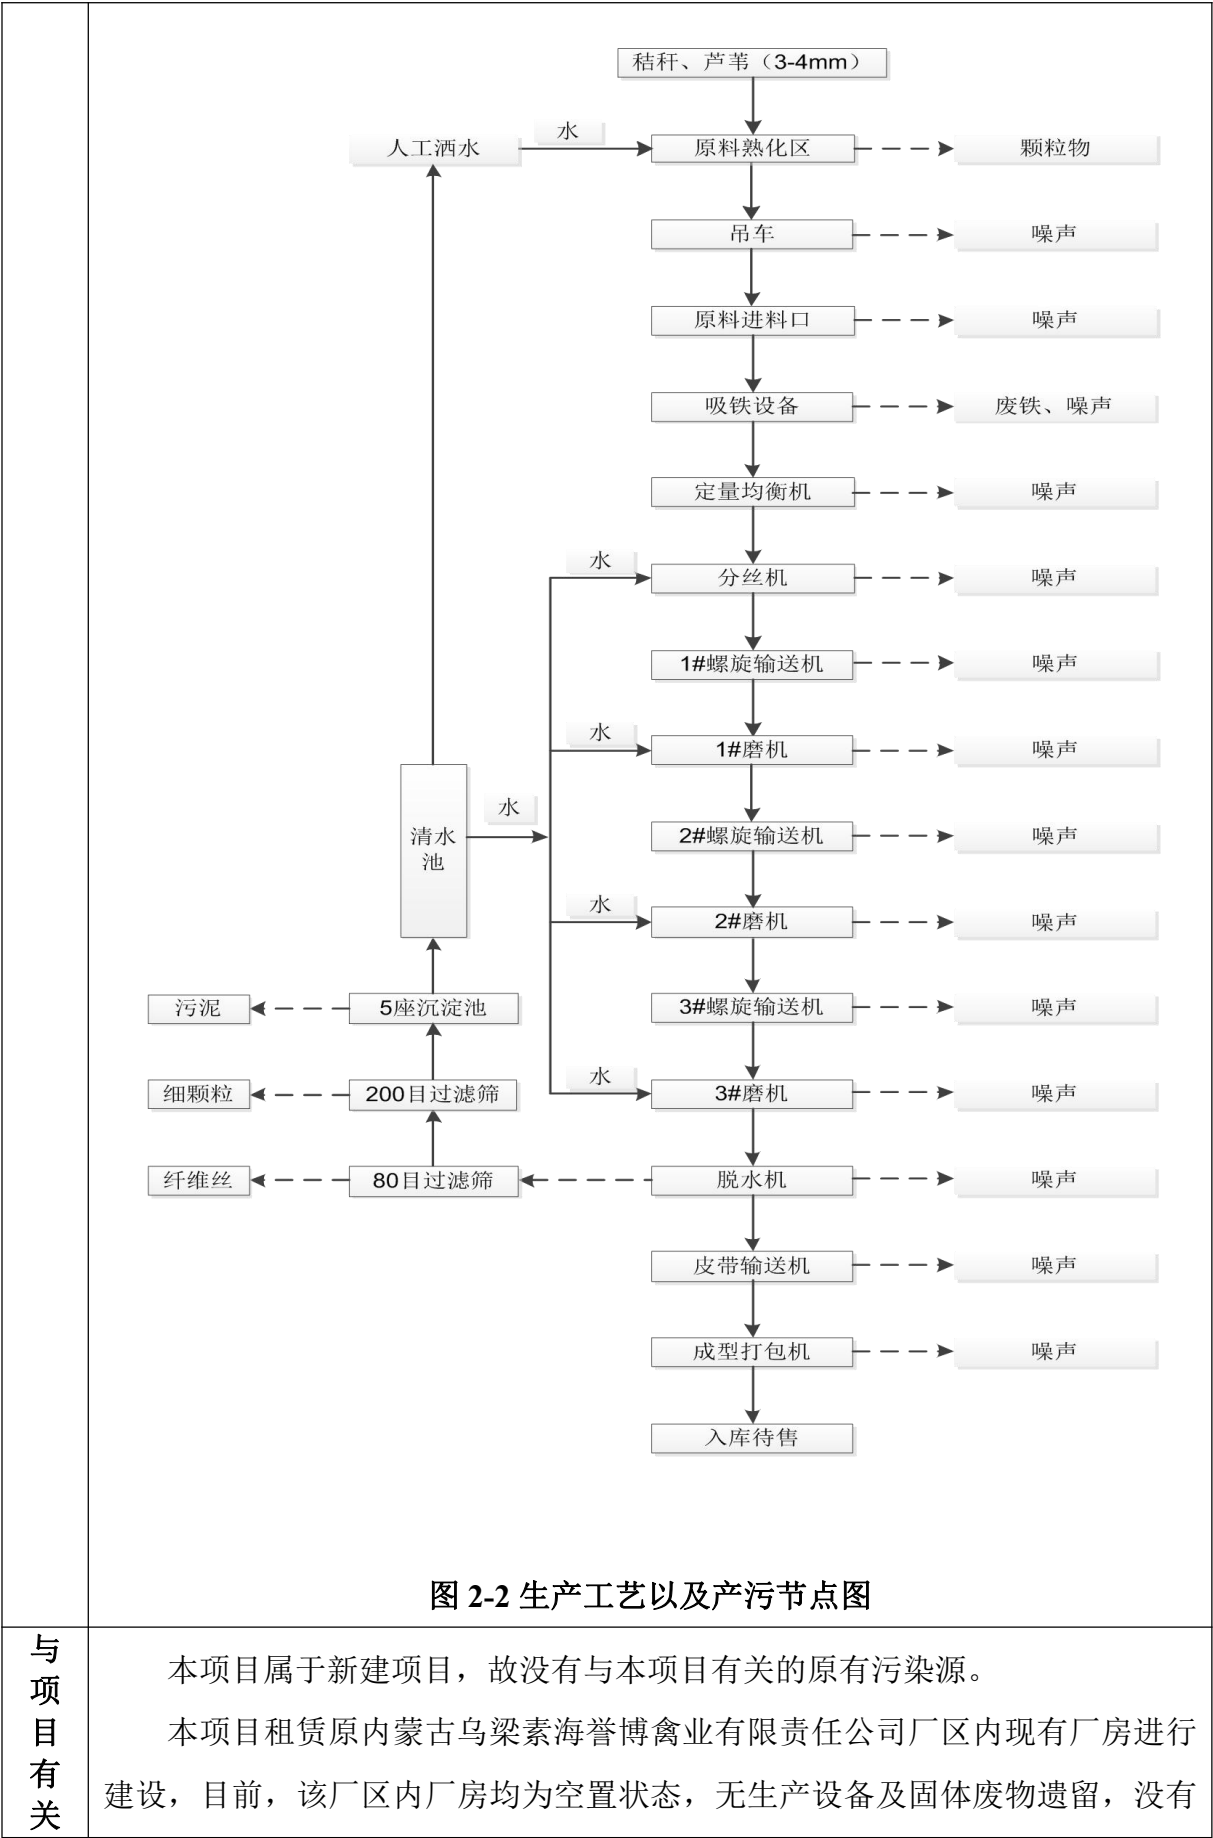 秸秆、芦苇（3-4mm）
人工洒水
水
原料熟化区
颗粒物
吊车
噪声
原料进料口
噪声
吸铁设备
废铁、噪声
定量均衡机
噪声
水
分丝机
噪声
1#螺旋输送机
噪声
水
1#磨机
噪声
清水
池
水
2#螺旋输送机
噪声
水
2#磨机
噪声
污泥
5座沉淀池
3#螺旋输送机
噪声
细颗粒
200目过滤筛
水
3#磨机
噪声
纤维丝
80目过滤筛
脱水机
噪声
皮带输送机
噪声
成型打包机
噪声
入库待售
图 2-2 生产工艺以及产污节点图
与
项
目
有
关
本项目属于新建项目，故没有与本项目有关的原有污染源。
本项目租赁原内蒙古乌梁素海誉博禽业有限责任公司厂区内现有厂房进行
建设，目前，该厂区内厂房均为空置状态，无生产设备及固体废物遗留，没有